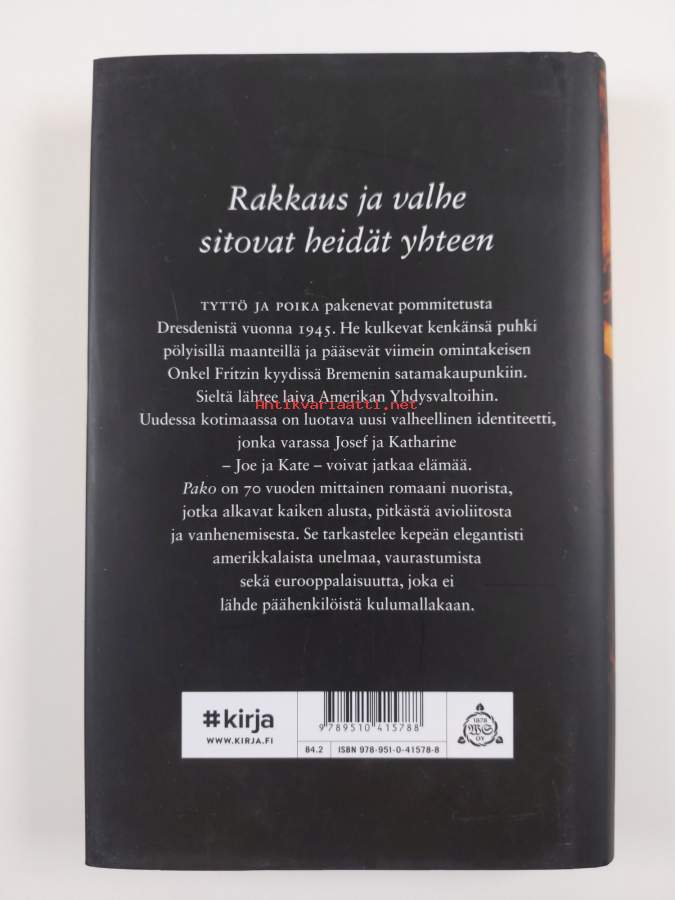 Rakkaus ja valhe
sitovat heidät yhteen
TYTTÖ JA POIKA pakenevat pommitetusta
Dresdenistä vuonna 1945. He kulkevat kenkänsä puhki
pölyisillä maanteillä ja pääsevät viimein omintakeisen
Onkel Fritzin kyydissä Bremenin satamakaupunkiin.
Sieltä lähtee laiva Amerikan Yhdysvaltoihin.
Antikvariaatti.net
Uudessa kotimaassa on luotava uusi valheellinen identiteetti,
jonka varassa Josef ja Katharine
– Joe ja Kate – voivat jatkaa elämää.
Pako on 70 vuoden mittainen romaani nuorista,
jotka alkavat kaiken alusta, pitkästä avioliitosta
ja vanhenemisesta. Se tarkastelee kepeän elegantisti
amerikkalaista unelmaa, vaurastumista
sekä eurooppalaisuutta, joka ei
lähde päähenkilöistä kulumallakaan.
#kirja
WWW.KIRJA.FI
9 789510 415788
84.2
ISBN 978-951-0-41578-8
1878
WS
OY